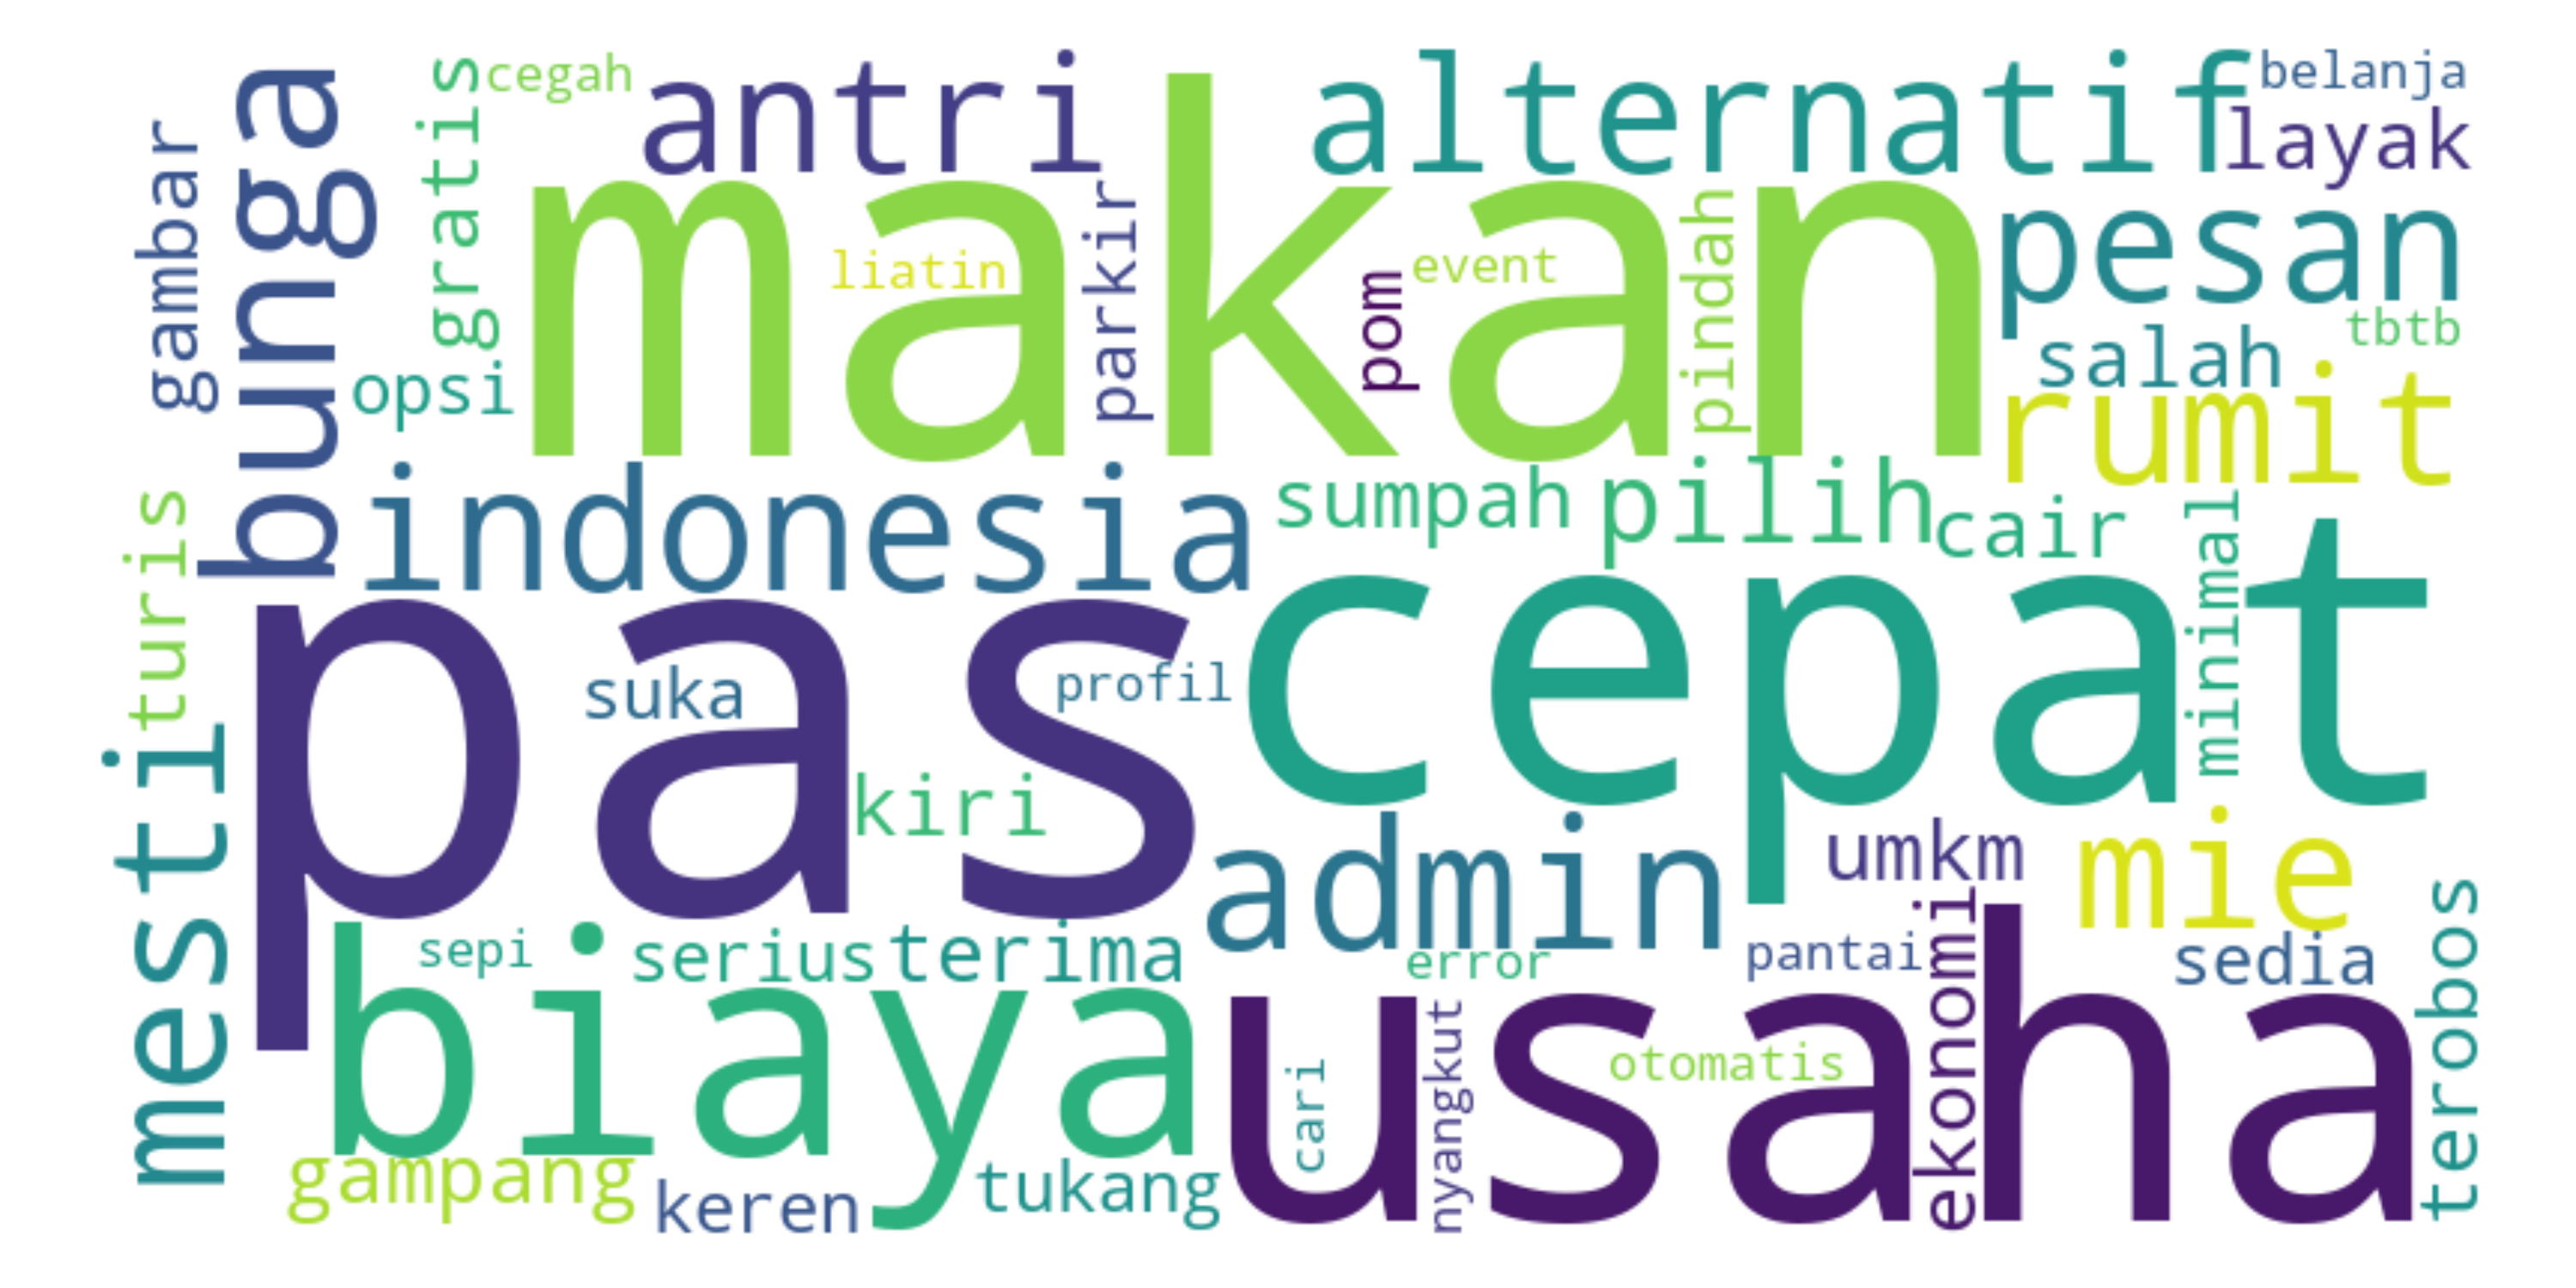 cegah
antri
alternatif
belanja
layak
gambar
bunga
gratis
makan
liatin
parkir
pom
event
pindah
pesan
tbtb
salah
opsi
rumit
indonesia
sumpah
pilih
cair
minimal
turis
pas
suka
profil
cepat
kiri
mesti
admin
umkm
mie
sepi
serius
terima
error
pantai
ekonomi
sedia
terobos
biaya
usaha
cari
nyangkut
otomatis
gampang
keren
tukang